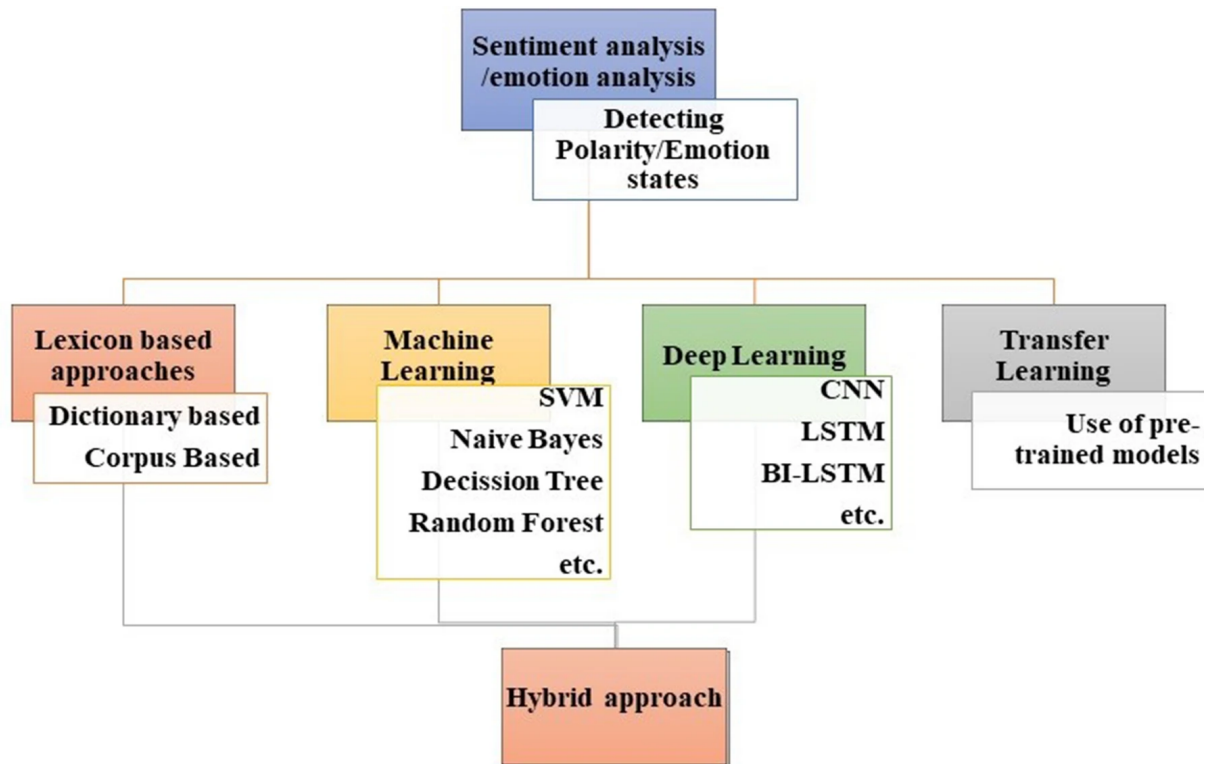 Sentiment analysis
/emotion analysis
Detecting
Polarity/Emotion
states
Lexicon based
approaches
Dictionary based
Corpus Based
Machine
Learning
SVM
Naive Bayes
Decission Tree
Random Forest
etc.
Deep Learning
CNN
LSTM
BI-LSTM
etc.
Transfer
Learning
Use of pre-
trained models
Hybrid approach